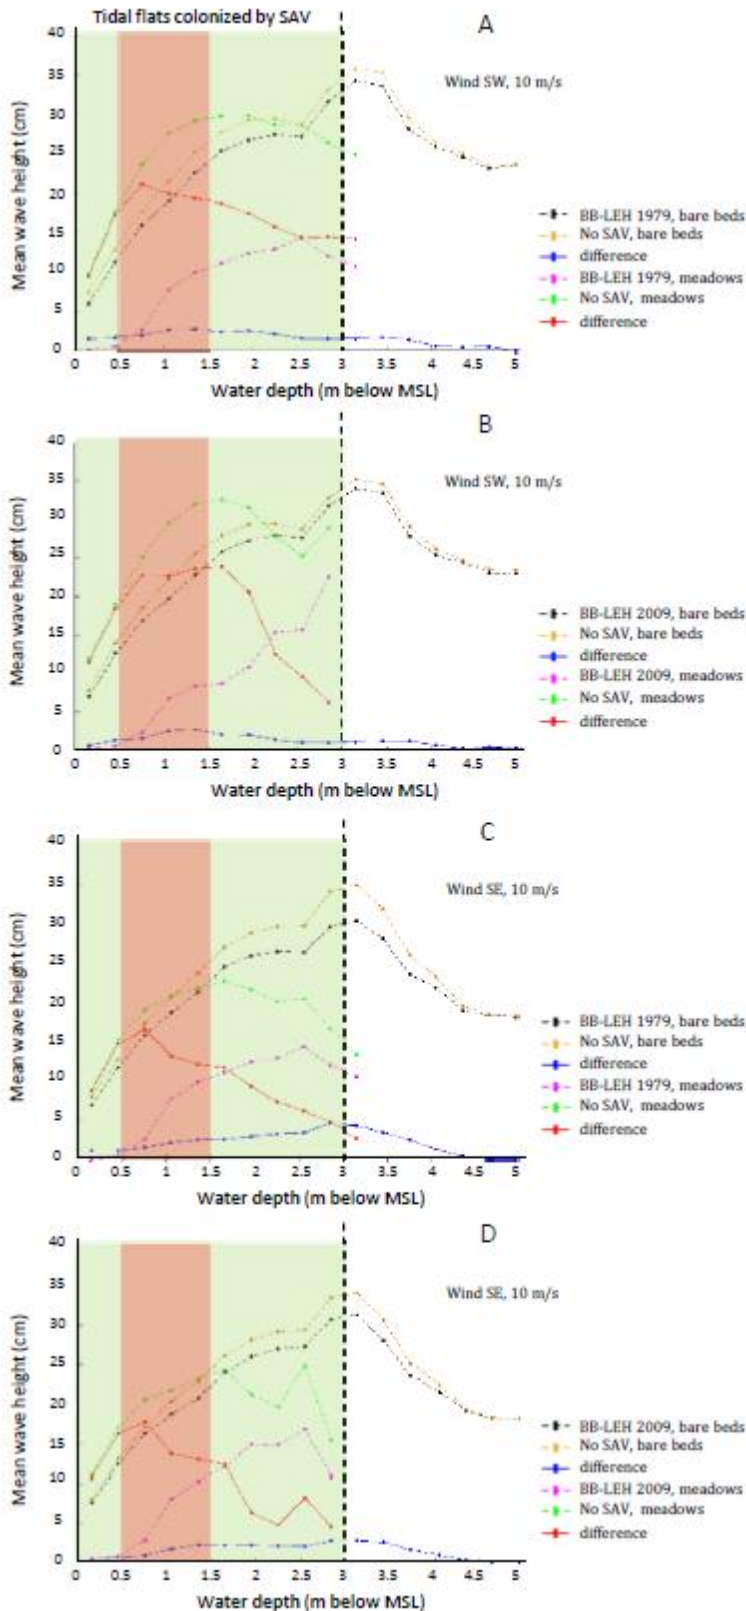 Tidal flats colonized by SAV
A
40
35
30
25
20
15
10
5
0
Mean wave height (cm)
Wind SW, 10 m/s
BB-LEH 1979, bare beds
No SAV, bare beds
difference
BB-LEH 1979, meadows
No SAV, meadows
difference
0 0.5 1 1.5 2 2.5 3 3.5 4 4.5 5
Water depth (m below MSL)
B
40
35
30
25
20
15
10
5
0
Mean wave height (cm)
Wind SW, 10 m/s
BB-LEH 2009, bare beds
No SAV, bare beds
difference
BB-LEH 2009, meadows
No SAV, meadows
difference
0 0.5 1 1.5 2 2.5 3 3.5 4 4.5 5
Water depth (m below MSL)
C
40
35
30
25
20
15
10
5
0
Mean wave height (cm)
Wind SE, 10 m/s
BB-LEH 1979, bare beds
No SAV, bare beds
difference
BB-LEH 1979, meadows
No SAV, meadows
difference
0 0.5 1 1.5 2 2.5 3 3.5 4 4.5 5
Water depth (m below MSL)
D
40
35
30
25
20
15
10
5
0
Mean wave height (cm)
Wind SE, 10 m/s
BB-LEH 2009, bare beds
No SAV, bare beds
difference
BB-LEH 2009, meadows
No SAV, meadows
difference
0 0.5 1 1.5 2 2.5 3 3.5 4 4.5 5
Water depth (m below MSL)